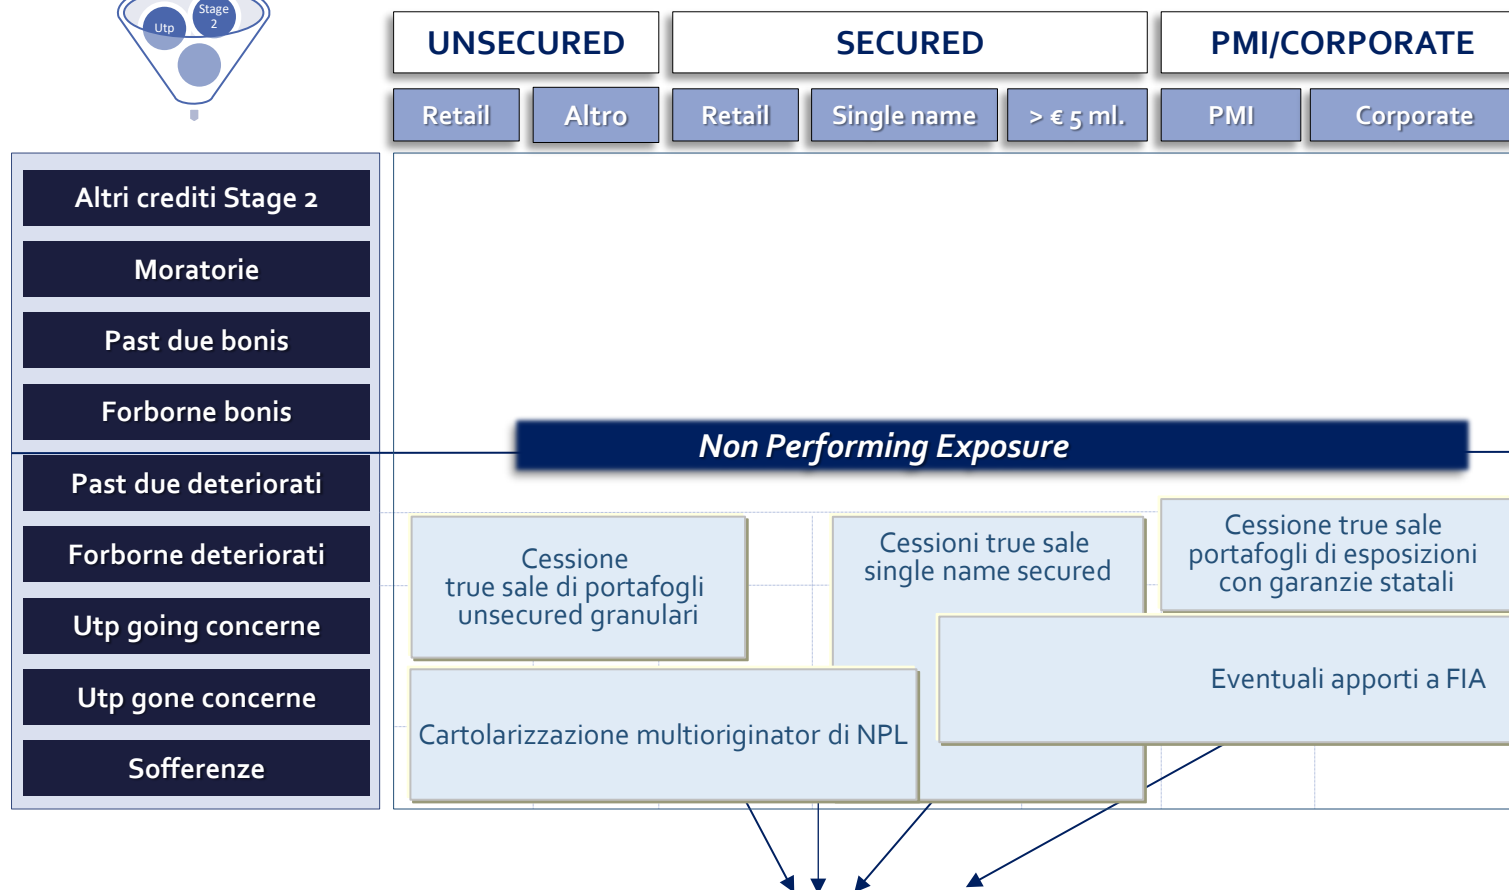 Utp
Stage
2
UNSECURED
SECURED
PMI/CORPORATE
Retail
Altro
Retail
Single name
> € 5 ml.
PMI
Corporate
Altri crediti Stage 2
Moratorie
Past due bonis
Forborne bonis
Non Performing Exposure
Past due deteriorati
Forborne deteriorati
Utp going concerne
Utp gone concerne
Sofferenze
Cessione
true sale di portafogli
unsecured granulari
Cessioni true sale
single name secured
Cessione true sale
portafogli di esposizioni
con garanzie statali
Eventuali apporti a FIA
Cartolarizzazione multioriginator di NPL